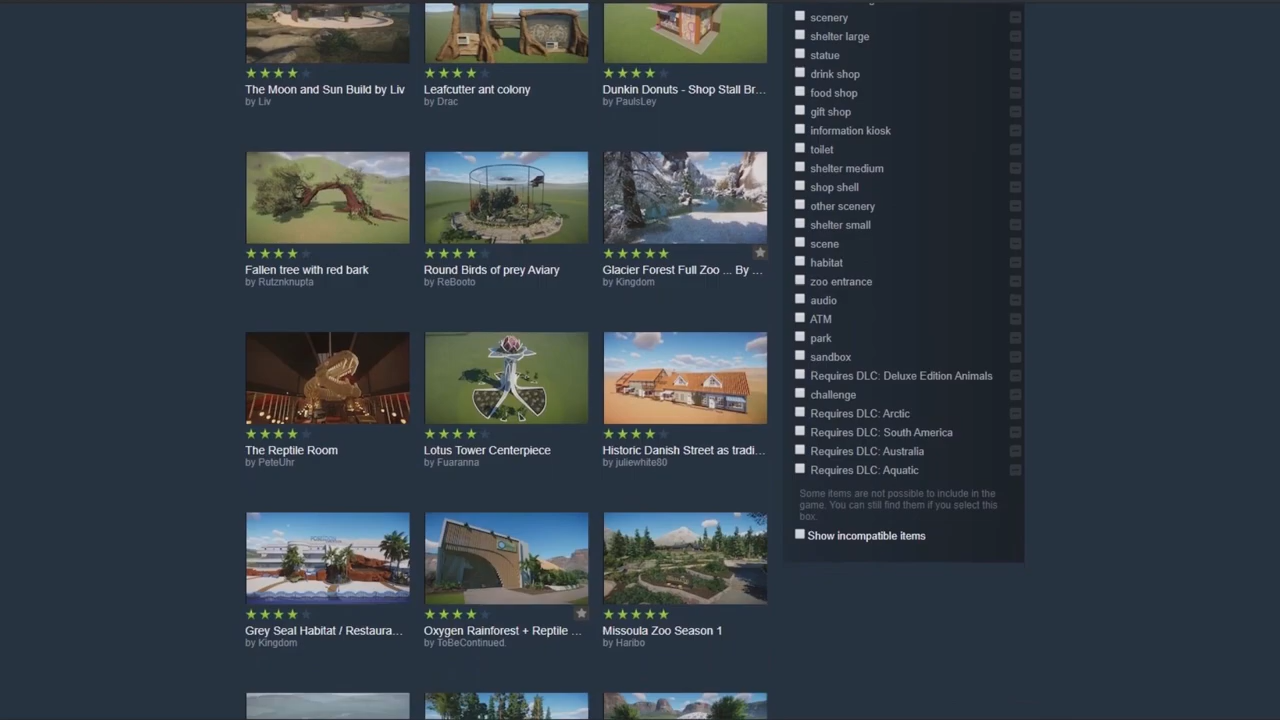 The Moon and Sun Build by Liv
by Liv
Leafcutter ant colony
by Drac
Dunkin Donuts - Shop Stall Br...
by PaulsLey
Fallen tree with red bark
by Rutznknupta
Round Birds of prey Aviary
by ReBooto
Glacier Forest Full Zoo ... By ...
by Kingdom
The Reptile Room
by PeteUhr
Lotus Tower Centerpiece
by Fuaranna
Historic Danish Street as tradi...
by juliewhite80
Grey Seal Habitat / Restaura...
by Kingdom
Oxygen Rainforest + Reptile ...
by ToBeContinued.
Missoula Zoo Season 1
by Haribo
scenery
shelter large
statue
drink shop
food shop
gift shop
information kiosk
toilet
shelter medium
shop shell
other scenery
shelter small
scene
habitat
zoo entrance
audio
ATM
park
sandbox
Requires DLC: Deluxe Edition Animals
challenge
Requires DLC: Arctic
Requires DLC: South America
Requires DLC: Australia
Requires DLC: Aquatic
Some items are not possible to include in the
game. You can still find them if you select this
box.
Show incompatible items